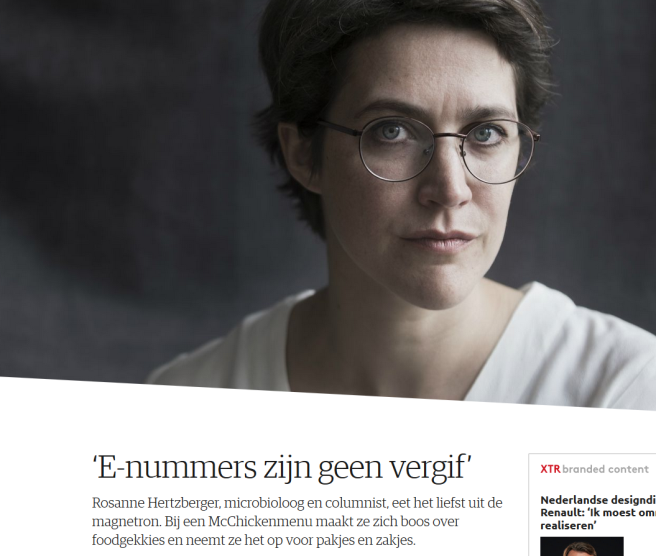 ‘E-nummers zijn geen vergif’
Rosanne Hertzberger, microbioloog en columnist, eet het liefst uit de
magnetron. Bij een McChickenmenu maakt ze zich boos over
foodgekkies en neemt ze het op voor pakjes en zakjes.
XTR branded content
Nederlandse designdi
Renault: ‘Ik moest om
realiseren’